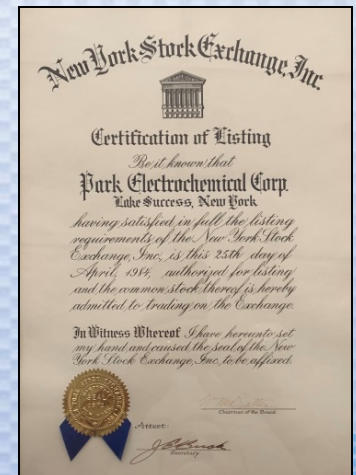 New York Stock Exchange, Inc.
Certification of Listing
Be it known that
Park Electrochemical Corp.
Lake Success, New York
having satisfied in full the listing
requirements of the New York Stock
Exchange, Inc., is this 25th day of
April, 1984, authorized for listing
and the common stock thereof is hereby
admitted to trading on the Exchange.
In Witness Whereof I have hereunto set
my hand and caused the seal of the New
York Stock Exchange, Inc. to be affixed.
SEAL
Chairman of the Board
Attest:
Secretary